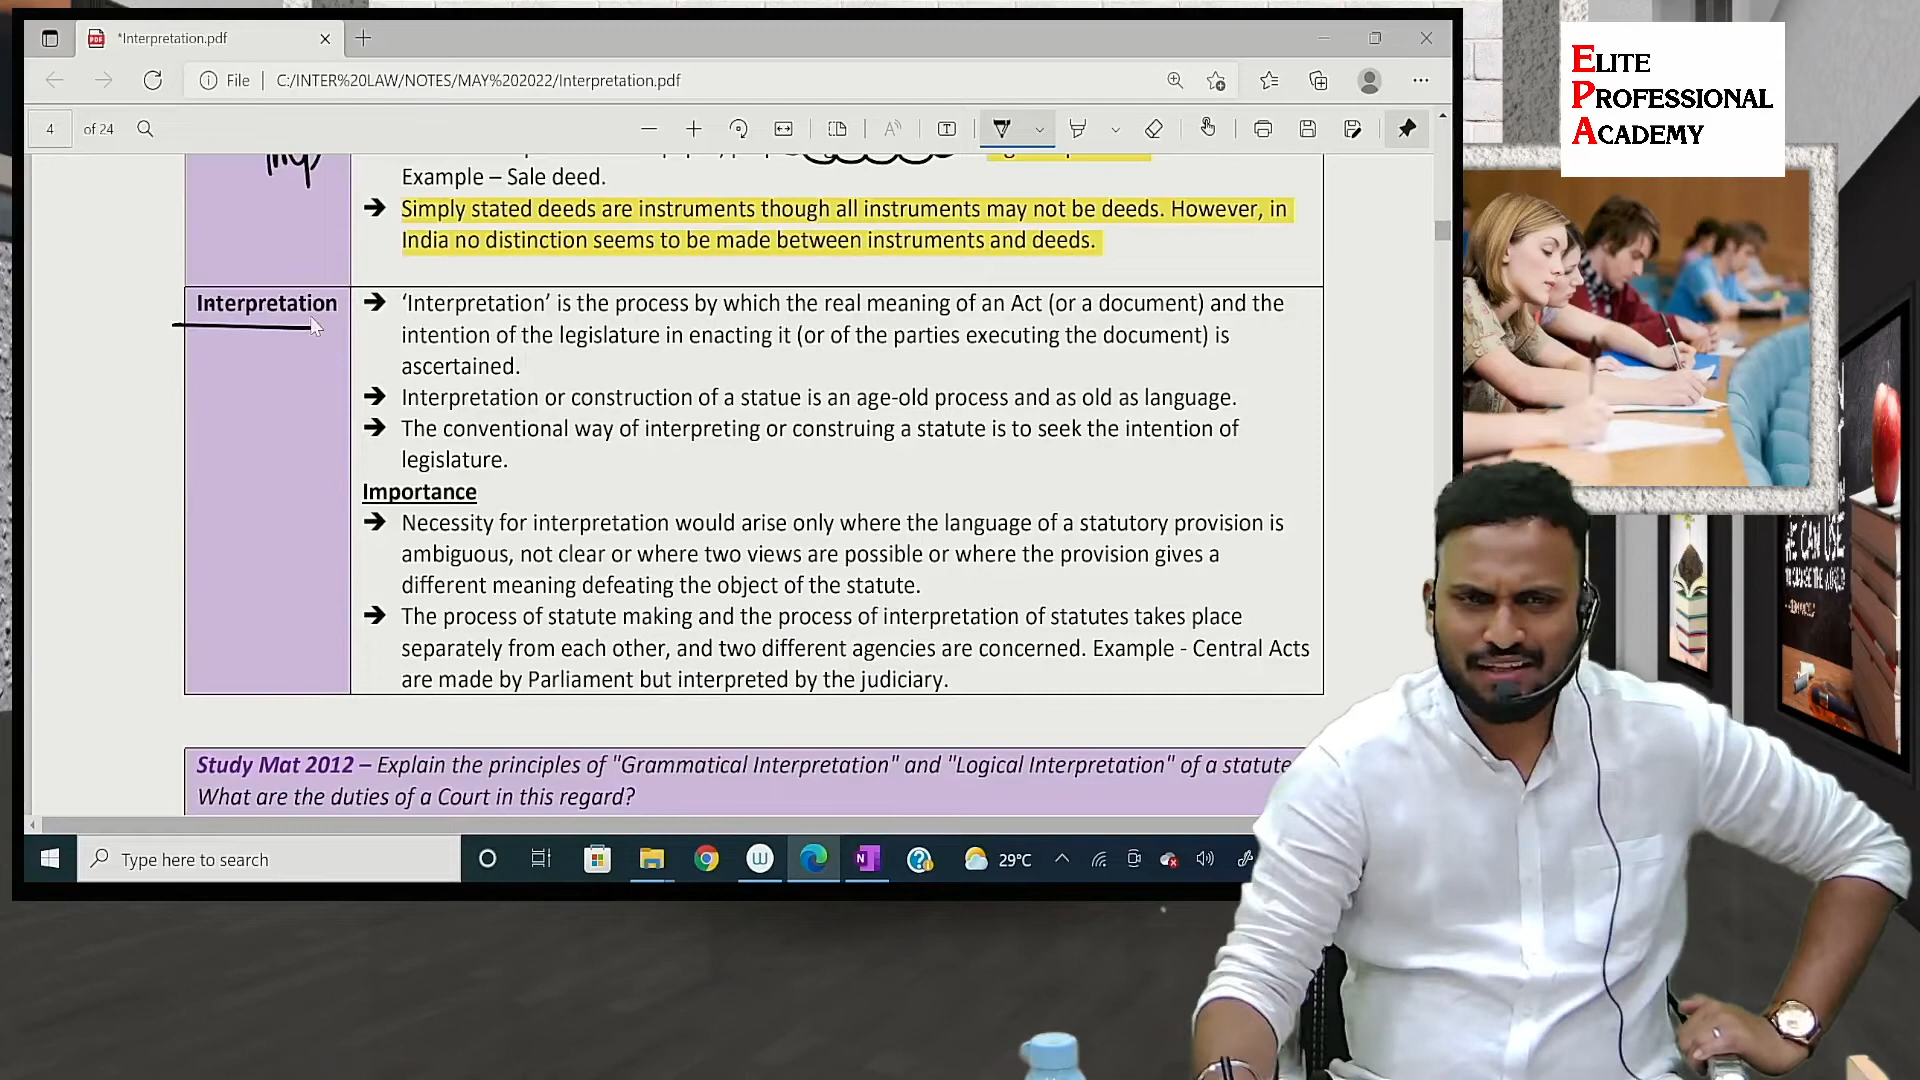 *Interpretation.pdf
File
C:/INTER%20LAW/NOTES/MAY%202022/Interpretation.pdf
4
of 24
ELITE
PROFESSIONAL
ACADEMY
imp
Example – Sale deed.
➔ Simply stated deeds are instruments though all instruments may not be deeds. However, in
India no distinction seems to be made between instruments and deeds.
Interpretation
➔ ‘Interpretation’ is the process by which the real meaning of an Act (or a document) and the
intention of the legislature in enacting it (or of the parties executing the document) is
ascertained.
➔ Interpretation or construction of a statue is an age-old process and as old as language.
➔ The conventional way of interpreting or construing a statute is to seek the intention of
legislature.
Importance
➔ Necessity for interpretation would arise only where the language of a statutory provision is
ambiguous, not clear or where two views are possible or where the provision gives a
different meaning defeating the object of the statute.
➔ The process of statute making and the process of interpretation of statutes takes place
separately from each other, and two different agencies are concerned. Example - Central Acts
are made by Parliament but interpreted by the judiciary.
Study Mat 2012 – Explain the principles of "Grammatical Interpretation" and "Logical Interpretation" of a statute
What are the duties of a Court in this regard?
Type here to search
29°C
WE CAN USE